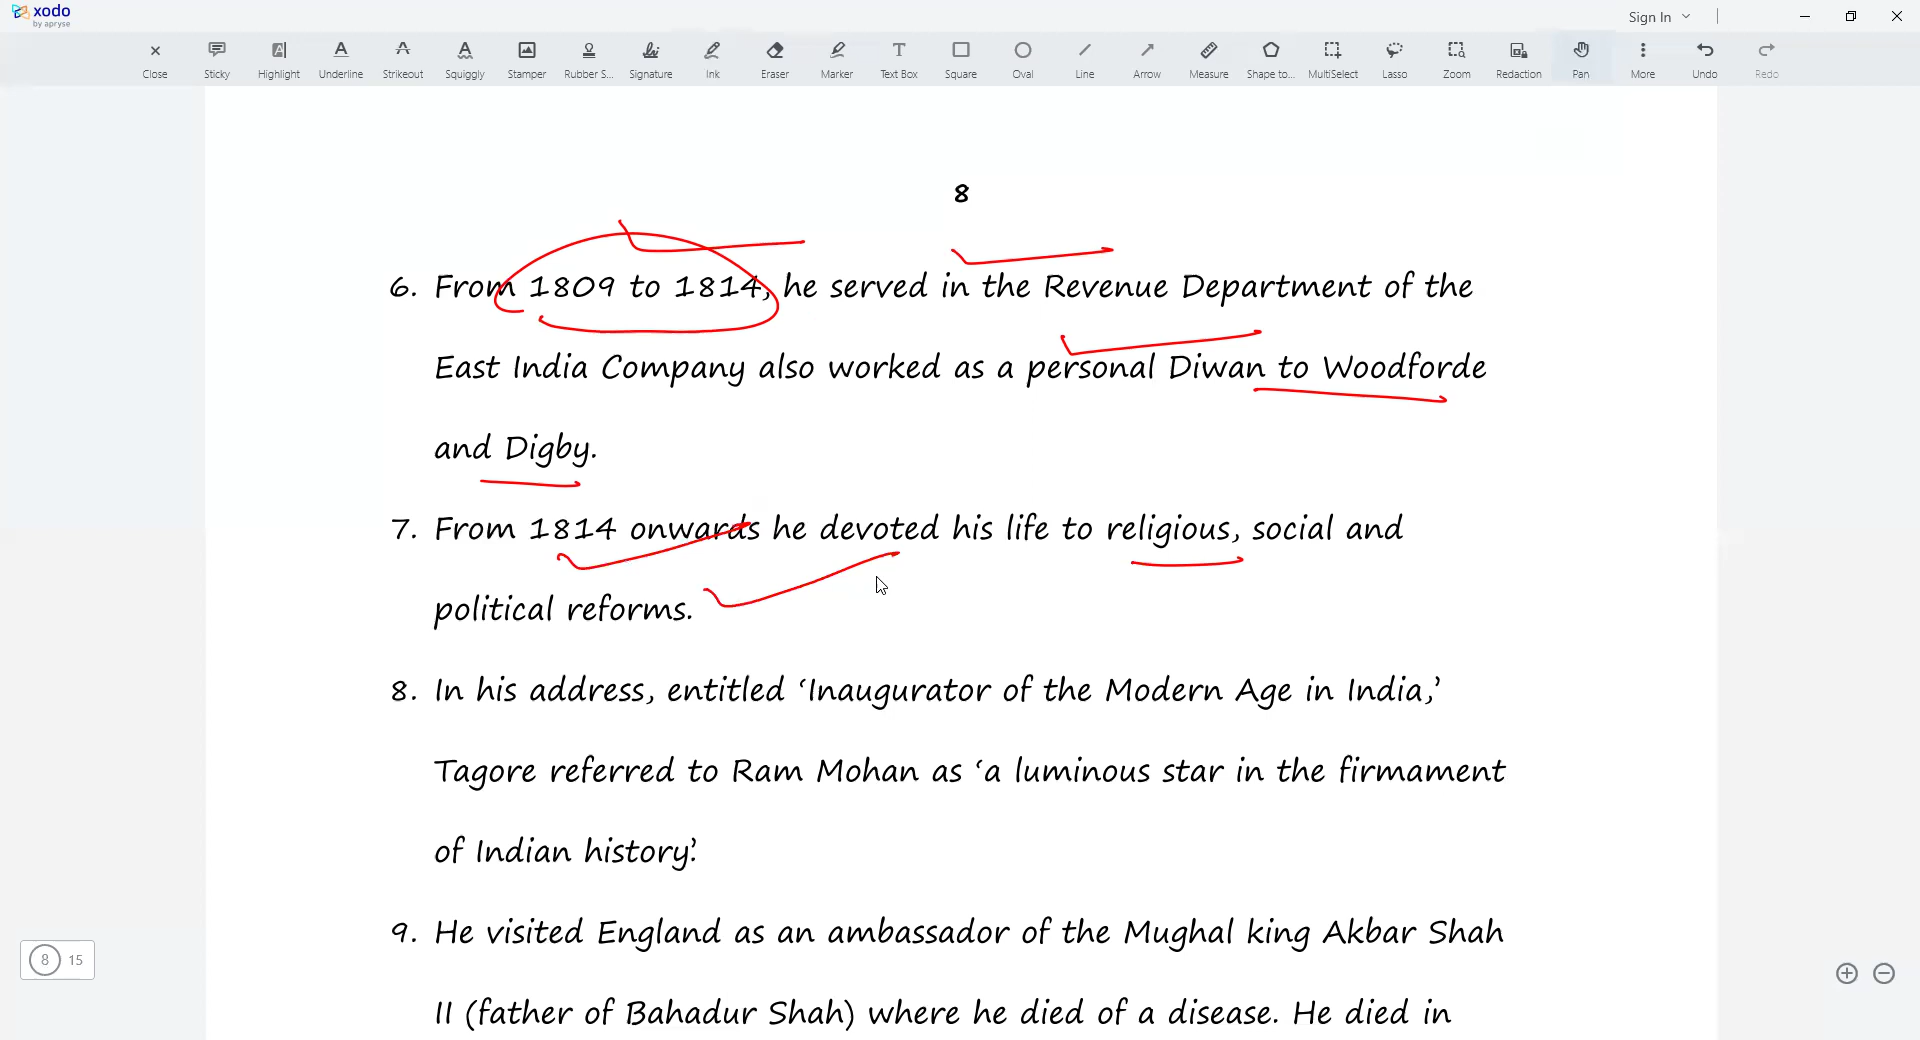 xodo
by apryse
Sign In
Close
Sticky
Highlight
Underline
Strikeout
Squiggly
Stamper
Rubber S...
Signature
Ink
Eraser
Marker
Text Box
Square
Oval
Line
Arrow
Measure
Shape to...
MultiSelect
Lasso
Zoom
Redaction
Pan
More
Undo
Redo
8
6. From 1809 to 1814, he served in the Revenue Department of the
East India Company also worked as a personal Diwan to Woodforde
and Digby.
7. From 1814 onwards he devoted his life to religious, social and
political reforms.
8. In his address, entitled ‘Inaugurator of the Modern Age in India,’
Tagore referred to Ram Mohan as ‘a luminous star in the firmament
of Indian history’.
9. He visited England as an ambassador of the Mughal king Akbar Shah
II (father of Bahadur Shah) where he died of a disease. He died in
8 15